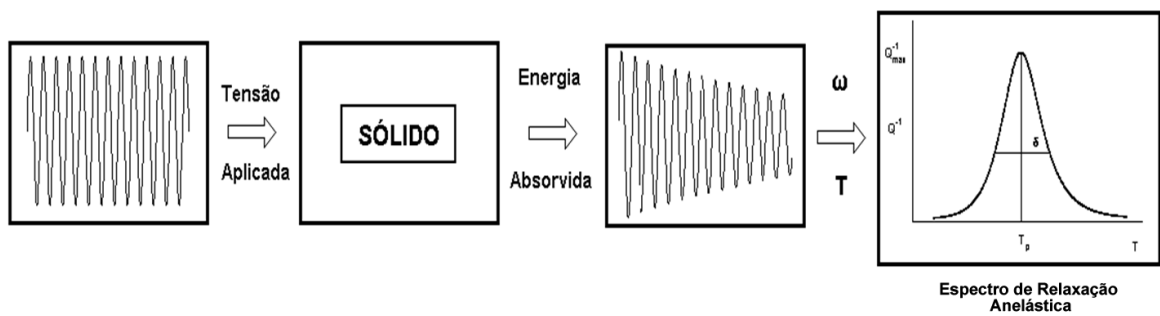 Tensão
Aplicada
SÓLIDO
Energia
Absorvida
ω
T
Q⁻¹max
Q⁻¹
δ
Tp
T
Espectro de Relaxação
Anelástica